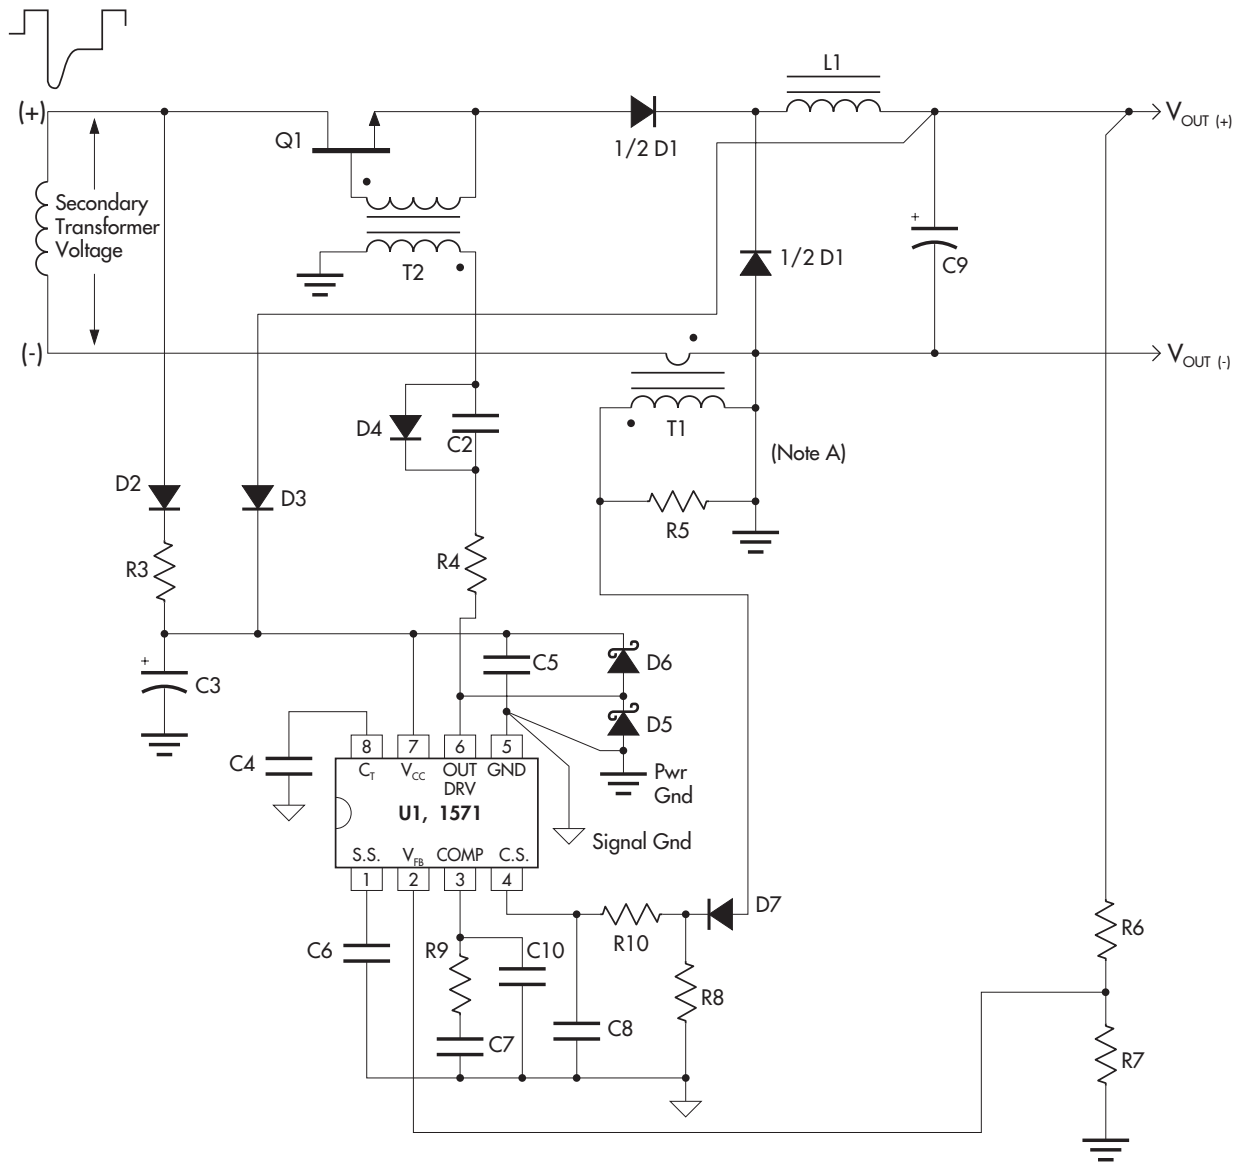 L1
(+)
V OUT (+)
Q1
1/2 D1
Secondary
Transformer
Voltage
+
1/2 D1
C9
T2
(-)
V OUT (-)
D4
C2
T1
(Note A)
D2
D3
R5
R3
R4
+
C3
C5
D6
D5
C4
8
7
6
5
CT
VCC
OUT
DRV
GND
Pwr
Gnd
U1, 1571
Signal Gnd
S.S.
VFB
COMP
C.S.
1
2
3
4
D7
R10
R6
C6
R9
C10
R8
C7
C8
R7